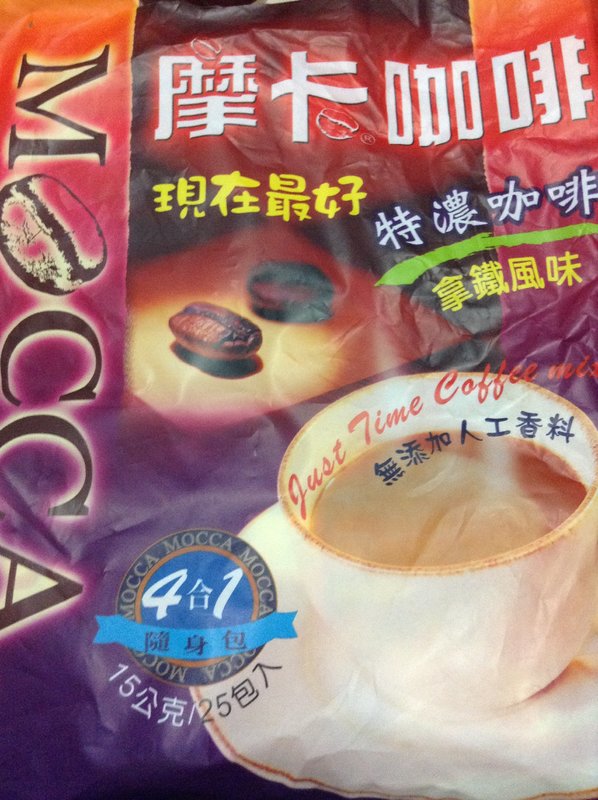 MOCCA
摩卡咖啡
®
現在最好
特濃咖啡
拿鐵風味
Just Time Coffee mix
無添加人工香料
MOCCA MOCCA MOCCA
4合1
隨身包
MOCCA
15公克/25包入